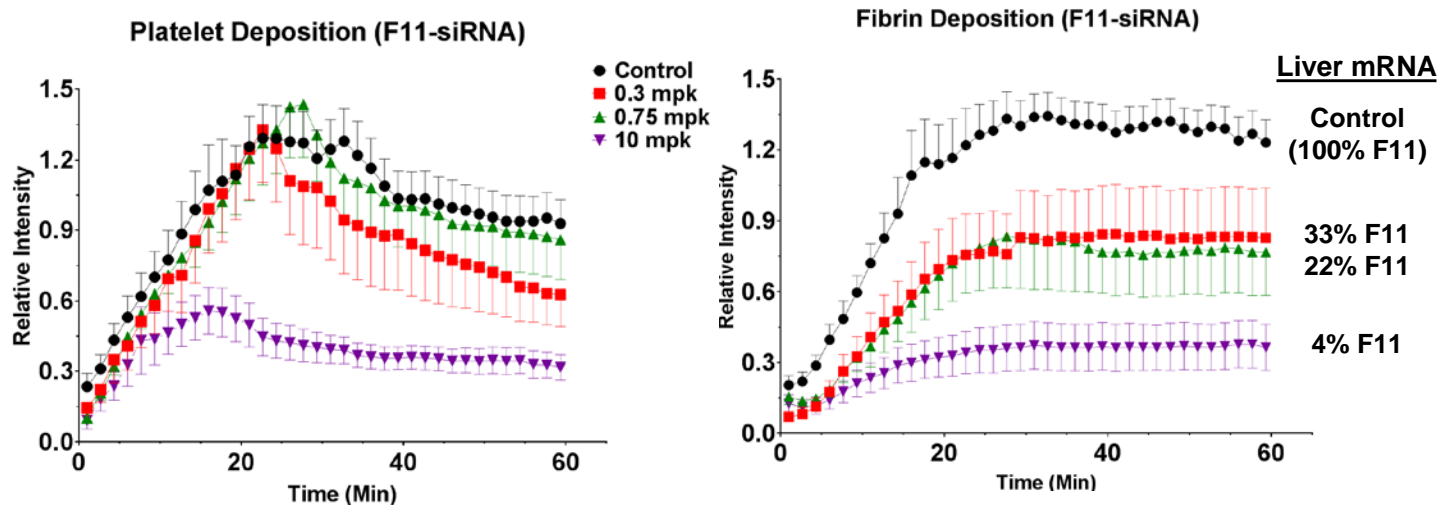 Platelet Deposition (F11-siRNA)
Relative Intensity
1.5
1.2
0.9
0.6
0.3
0.0
0
20
40
60
Time (Min)
Control
0.3 mpk
0.75 mpk
10 mpk
Fibrin Deposition (F11-siRNA)
Relative Intensity
1.5
1.2
0.9
0.6
0.3
0.0
0
20
40
60
Time (Min)
Liver mRNA
Control
(100% F11)
33% F11
22% F11
4% F11